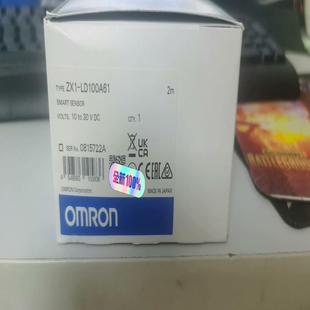 TYPE ZX1-LD100A61 2m
SMART SENSOR
VOLTS. 10 to 30 V DC QTY. 1
SER No. 0815722A
UK
CA
全新100%
OMRON Corporation MADE IN JAPAN
OMRON